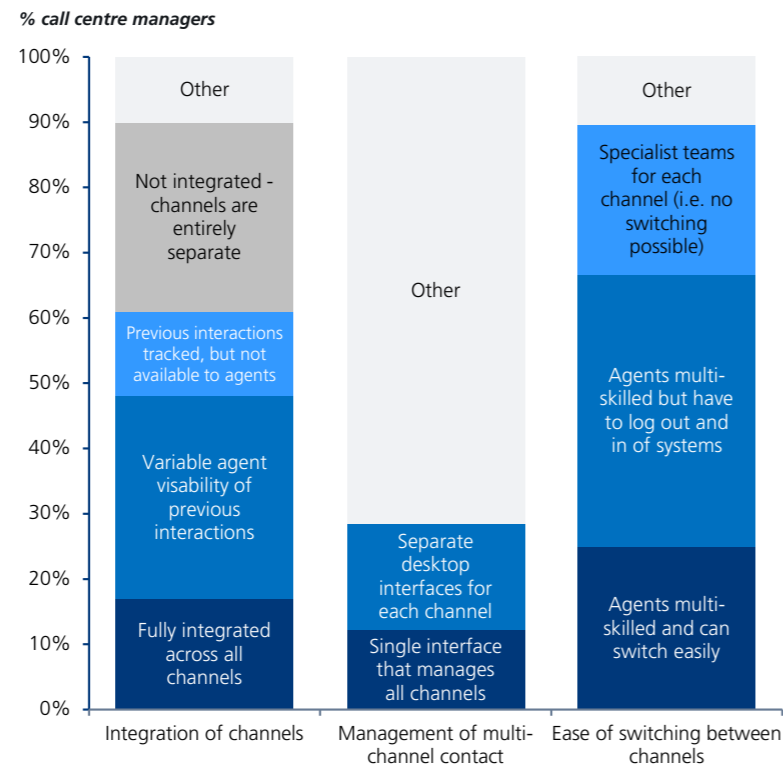 % call centre managers
100%
90%
80%
70%
60%
50%
40%
30%
20%
10%
0%
Other
Not integrated -
channels are
entirely
separate
Previous interactions
tracked, but not
available to agents
Variable agent
visability of
previous
interactions
Fully integrated
across all
channels
Other
Separate
desktop
interfaces for
each channel
Single interface
that manages
all channels
Other
Specialist teams
for each
channel (i.e. no
switching
possible)
Agents multi-
skilled but have
to log out and
in of systems
Agents multi-
skilled and can
switch easily
Integration of channels
Management of multi-
channel contact
Ease of switching between
channels